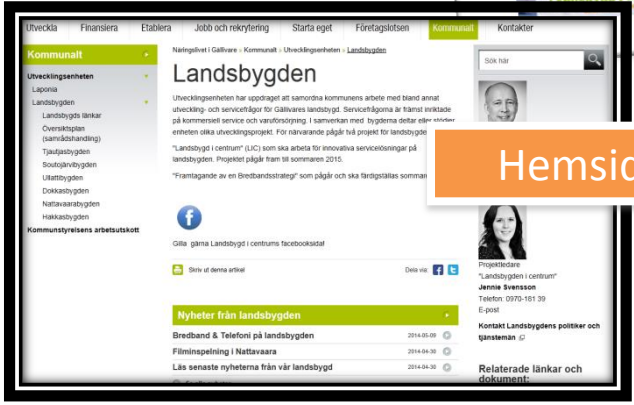 Utveckla Finansiera Etablera Jobb och rekrytering Starta eget Företagslotsen Kommunalt Kontakter
Kommunalt
Utvecklingsenheten
Laponia
Landsbygden
Landsbygds länkar
Översiktsplan
(samrådshandling)
Tjautjasbygden
Soutojärvibygden
Ullattibygden
Dokkasbygden
Nattavaarabygden
Hakkasbygden
Kommunstyrelsens arbetsutskott
Näringslivet i Gällivare » Kommunalt » Utvecklingsenheten » Landsbygden
Landsbygden
Utvecklingsenheten har uppdraget att samordna kommunens arbete med bland annat
utveckling- och servicefrågor för Gällivares landsbygd. Servicefrågorna är främst inriktade
på kommersiell service och varuförsörjning. I samverkan med bygderna deltar eller stödjer
enheten olika utvecklingsprojekt. För närvarande pågår två projekt för landsbygde
"Landsbygd i centrum" (LIC) som ska arbeta för innovativa servicelösningar på
landsbygden. Projektet pågår fram till sommaren 2015.
"Framtagande av en Bredbandsstrategi" som pågår och ska färdigställas sommar
Gilla gärna Landsbygd i centrums facebooksida!
Skriv ut denna artikel Dela via:
Nyheter från landsbygden
Bredband & Telefoni på landsbygden 2014-05-09
Filminspelning i Nattavaara 2014-04-30
Läs senaste nyheterna från vår landsbygd 2014-04-30
Sök här
Hemsid
Projektledare
"Landsbygden i centrum"
Jennie Svensson
Telefon: 0970-181 39
E-post
Kontakt Landsbygdens politiker och
tjänstemän
Relaterade länkar och
dokument: